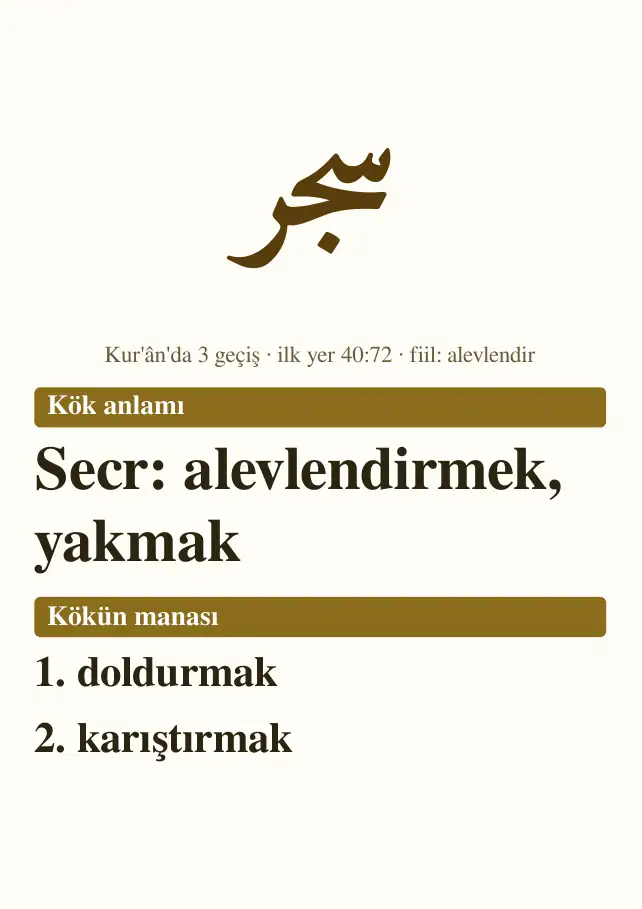 سجر
Kur'ân'da 3 geçiş · ilk yer 40:72 · fiil: alevlendir
Kök anlamı
Secr: alevlendirmek,
yakmak
Kökün manası
1. doldurmak
2. karıştırmak